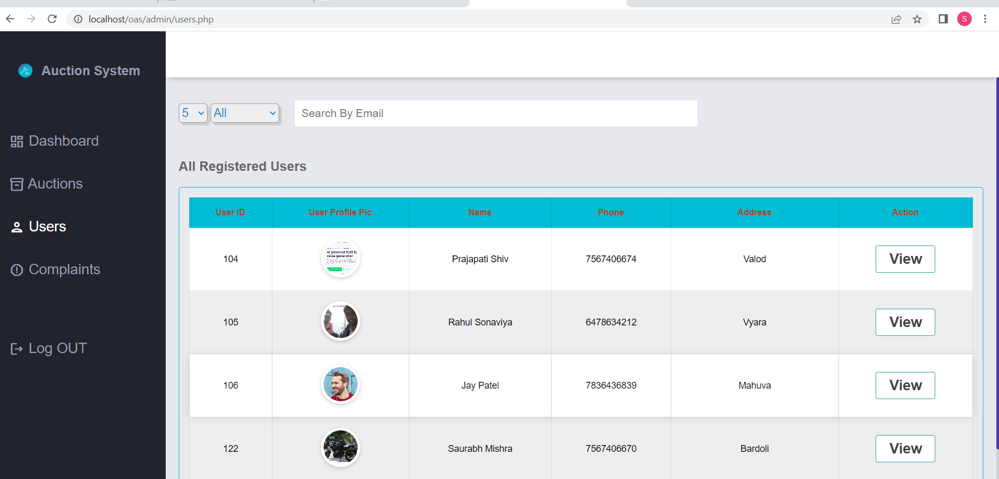 localhost/oas/admin/users.php
S
Auction System
Dashboard
Auctions
Users
Complaints
Log OUT
5 All Search By Email
All Registered Users
User ID User Profile Pic Name Phone Address Action
104 Prajapati Shiv 7567406674 Valod View
AI powered text to
voice generator
105 Rahul Sonaviya 6478634212 Vyara View
106 Jay Patel 7836436839 Mahuva View
122 Saurabh Mishra 7567406670 Bardoli View